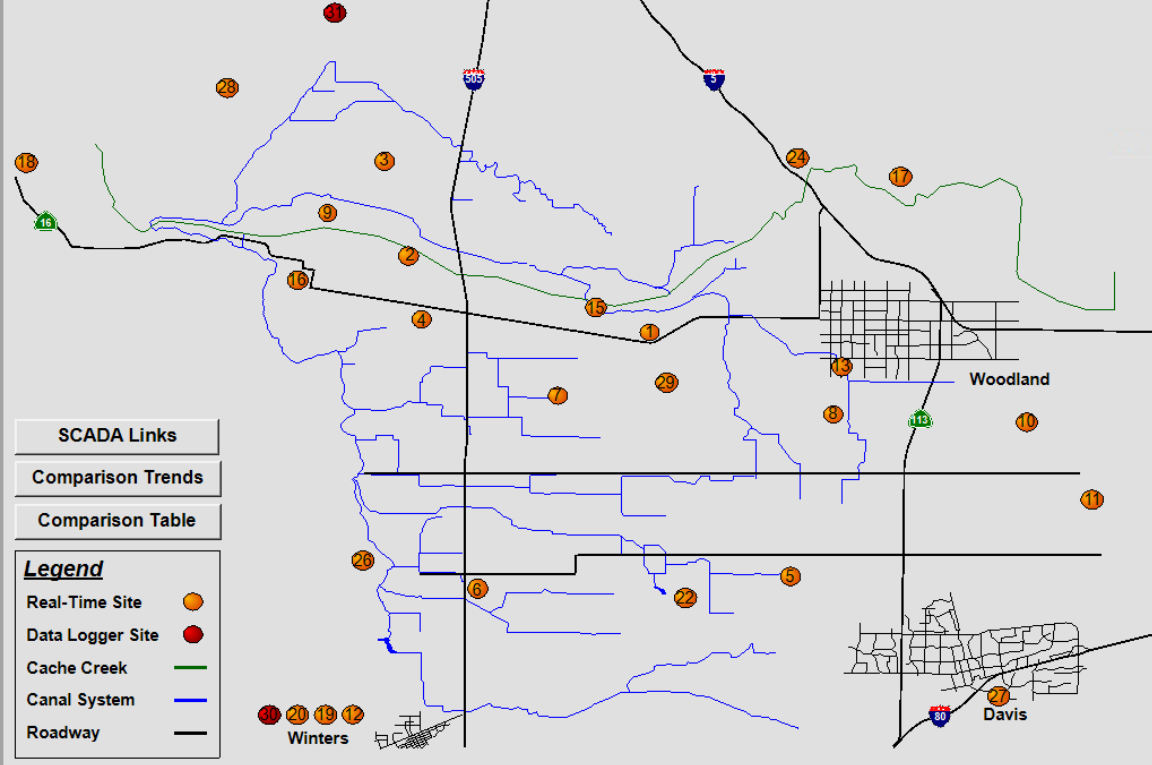 31
505
5
28
18
3
24
17
16
9
2
16
15
4
1
13
29
7
Woodland
8
113
10
SCADA Links
Comparison Trends
Comparison Table
11
Legend
Real-Time Site
Data Logger Site
Cache Creek
Canal System
Roadway
26
6
5
22
27
30 20 19 12
80
Davis
Winters